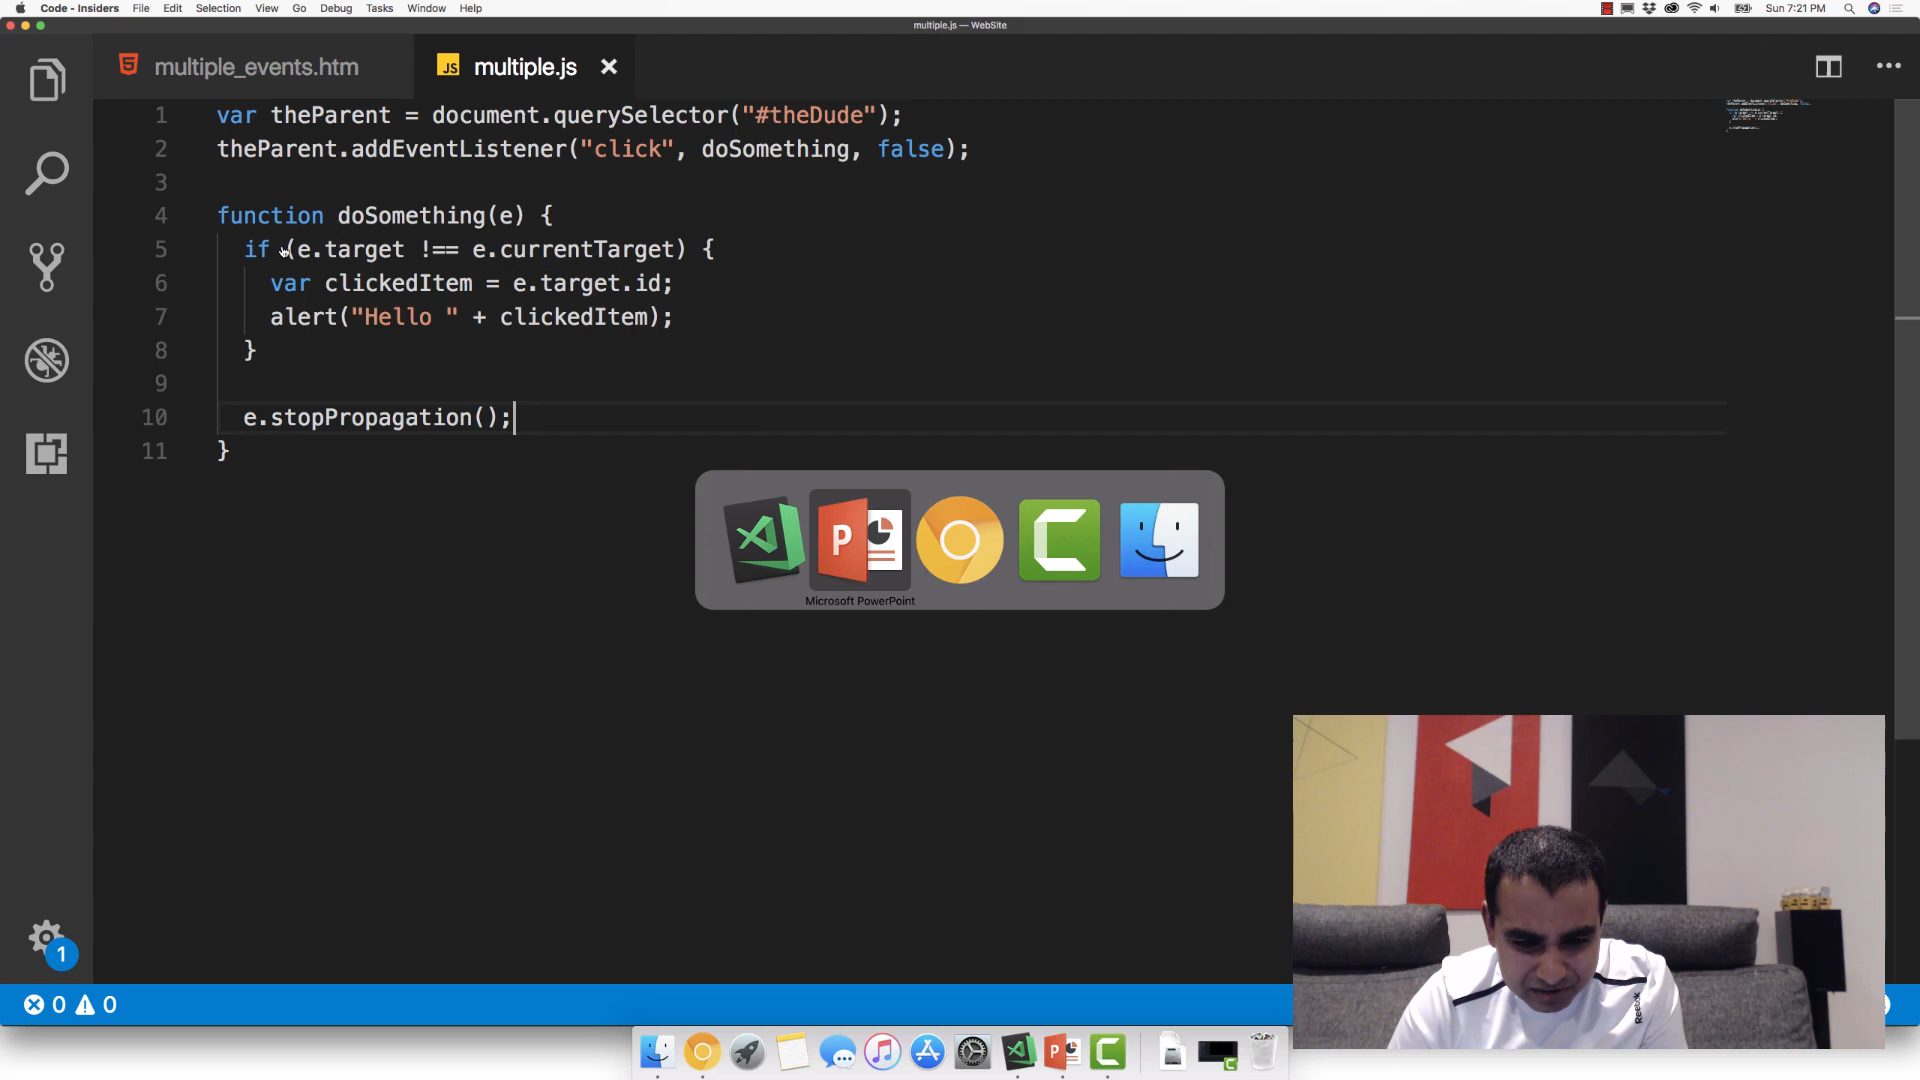 Code - Insiders File Edit Selection View Go Debug Tasks Window Help Sun 7:21 PM
multiple.js — WebSite
multiple_events.htm JS multiple.js
1 var theParent = document.querySelector("#theDude");
2 theParent.addEventListener("click", doSomething, false);
3
4 function doSomething(e) {
5 if (e.target !== e.currentTarget) {
6 var clickedItem = e.target.id;
7 alert("Hello " + clickedItem);
8 }
9
10 e.stopPropagation();
11 }
Microsoft PowerPoint
Reebok
1
0 0